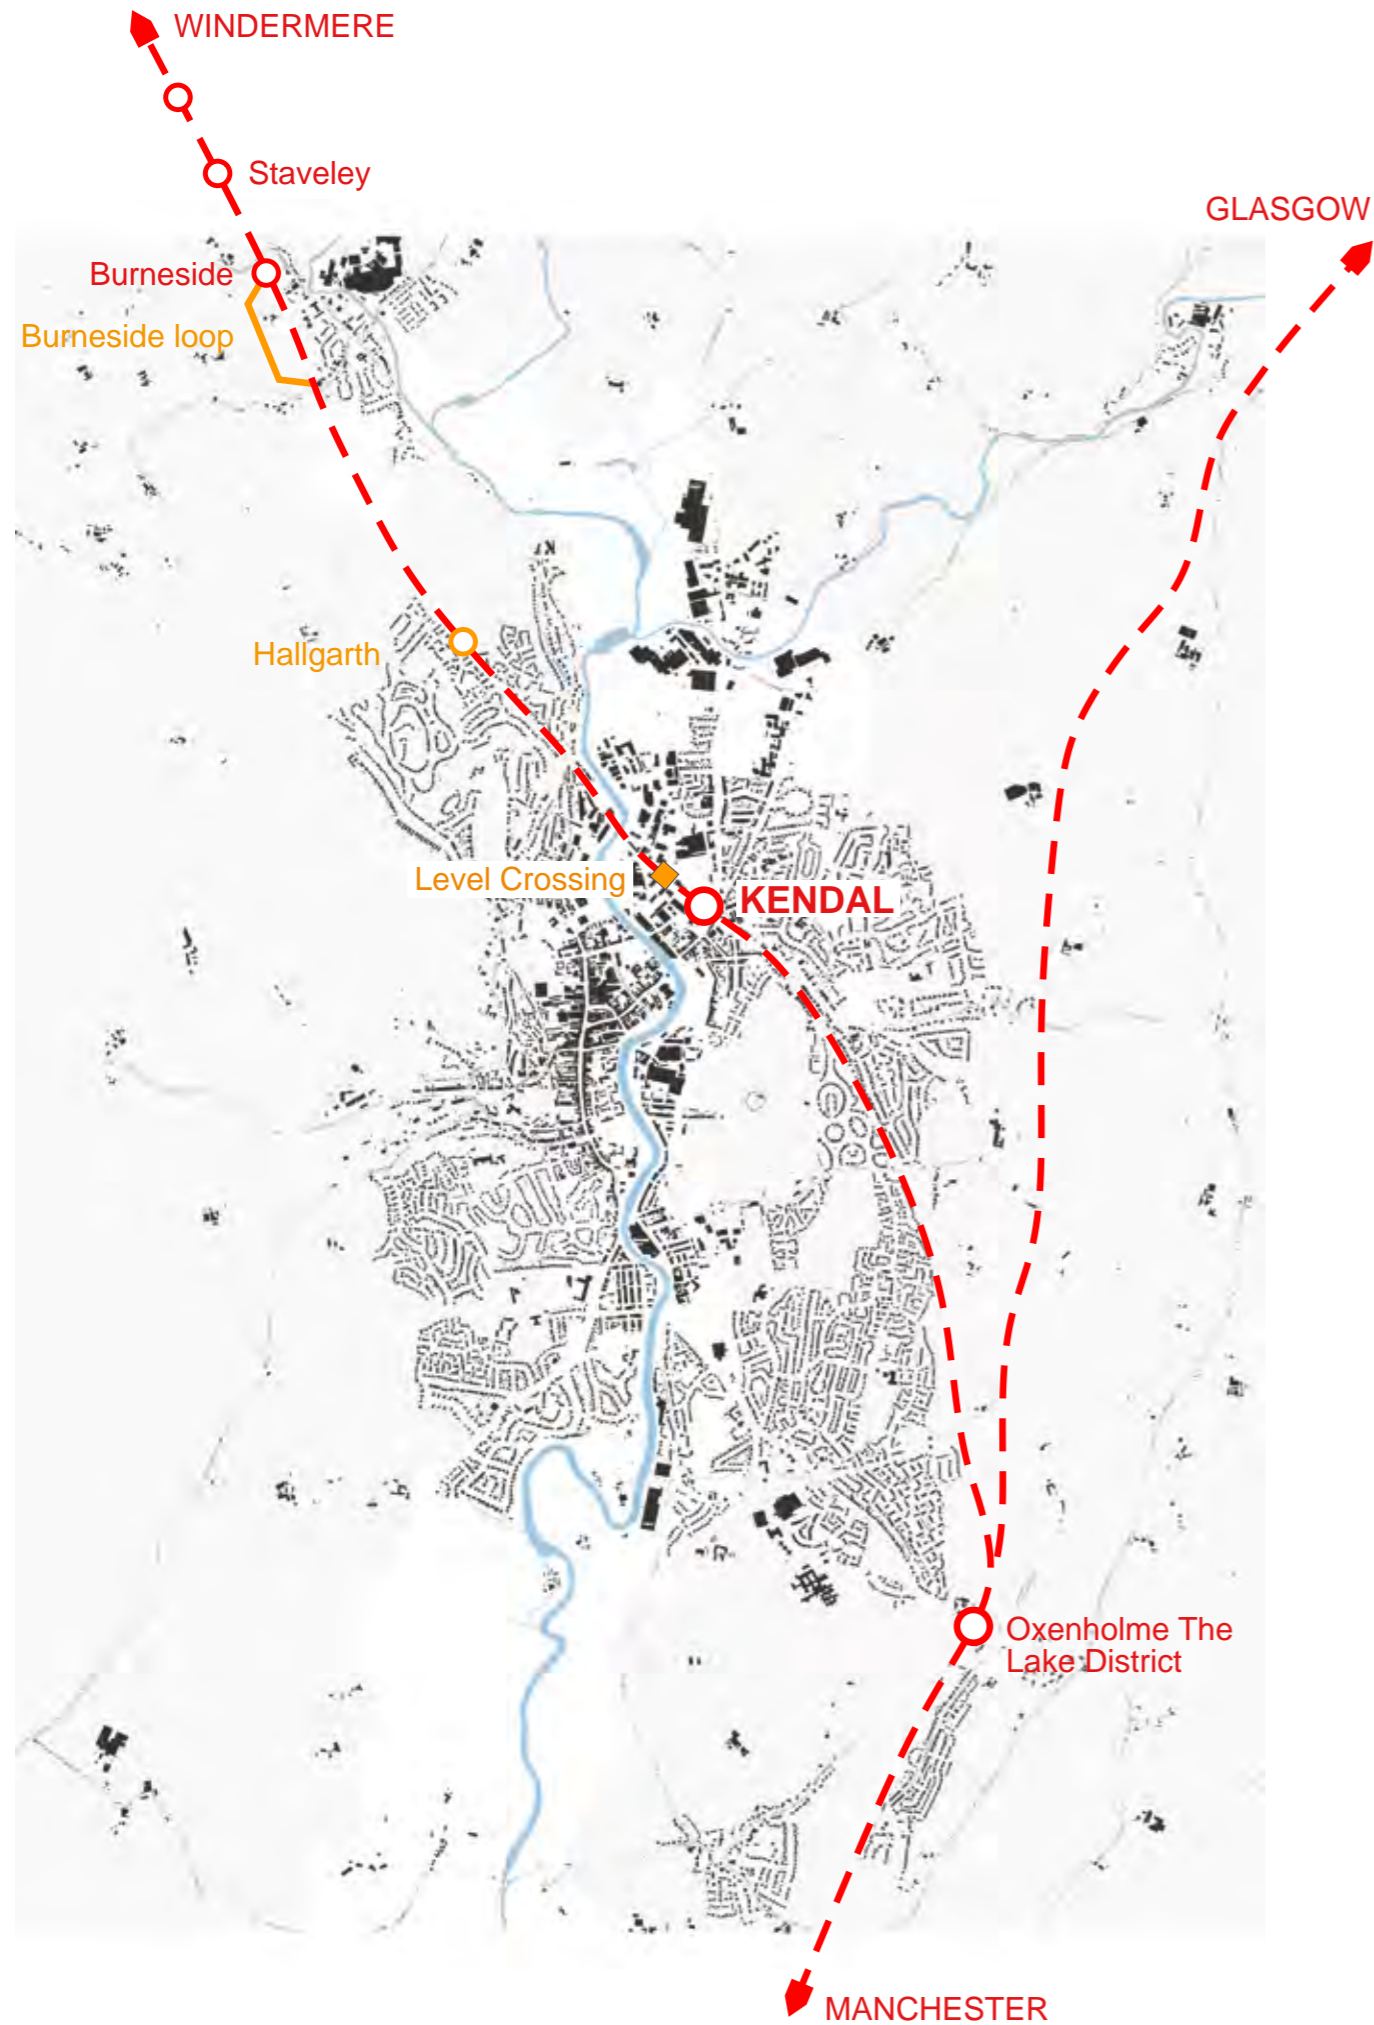 WINDERMERE
Staveley
GLASGOW
Burneside
Burneside loop
Hallgarth
Level Crossing
KENDAL
Oxenholme The
Lake District
MANCHESTER